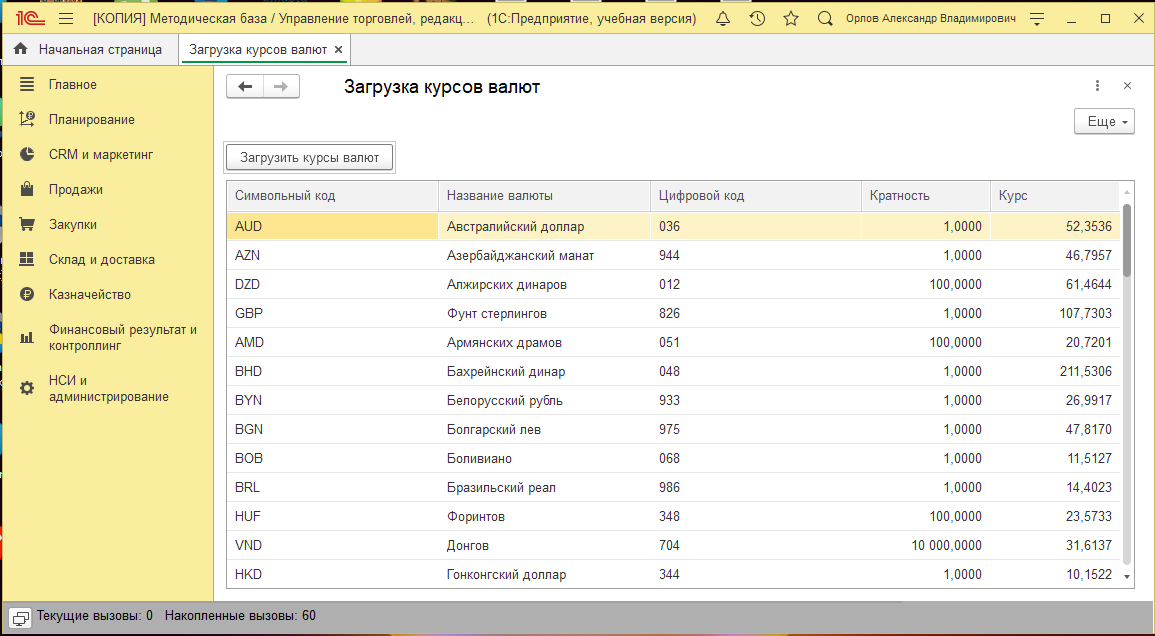 [КОПИЯ] Методическая база / Управление торговлей, редакц... (1С:Предприятие, учебная версия) Орлов Александр Владимирович
Начальная страница Загрузка курсов валют
Главное
Планирование
CRM и маркетинг
Продажи
Закупки
Склад и доставка
Казначейство
Финансовый результат и
контроллинг
НСИ и
администрирование
Загрузка курсов валют
Еще
Загрузить курсы валют
Символьный код Название валюты Цифровой код Кратность Курс
AUD Австралийский доллар 036 1,0000 52,3536
AZN Азербайджанский манат 944 1,0000 46,7957
DZD Алжирских динаров 012 100,0000 61,4644
GBP Фунт стерлингов 826 1,0000 107,7303
AMD Армянских драмов 051 100,0000 20,7201
BHD Бахрейнский динар 048 1,0000 211,5306
BYN Белорусский рубль 933 1,0000 26,9917
BGN Болгарский лев 975 1,0000 47,8170
BOB Боливиано 068 1,0000 11,5127
BRL Бразильский реал 986 1,0000 14,4023
HUF Форинтов 348 100,0000 23,5733
VND Донгов 704 10 000,0000 31,6137
HKD Гонконгский доллар 344 1,0000 10,1522
Текущие вызовы: 0 Накопленные вызовы: 60